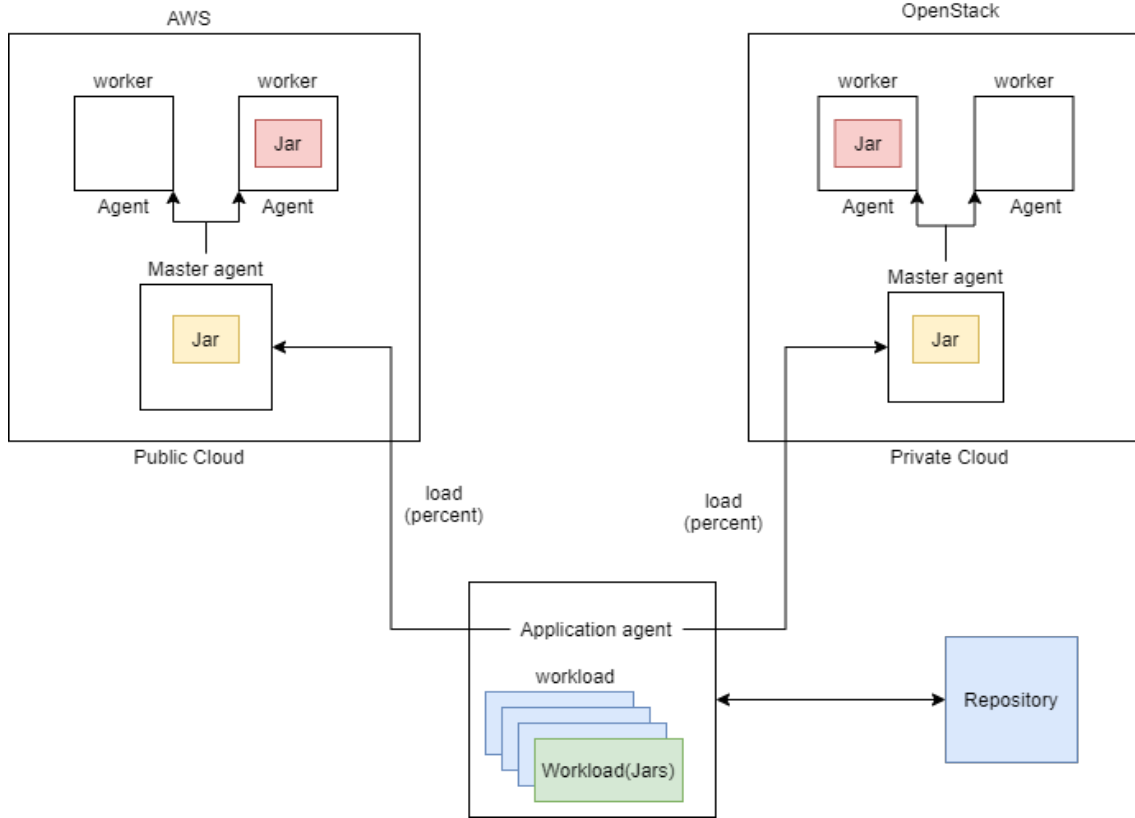 AWS
OpenStack
worker
worker
worker
worker
Jar
Jar
Agent
Agent
Agent
Agent
Master agent
Master agent
Jar
Jar
Public Cloud
Private Cloud
load
(percent)
load
(percent)
Application agent
workload
Workload(Jars)
Repository